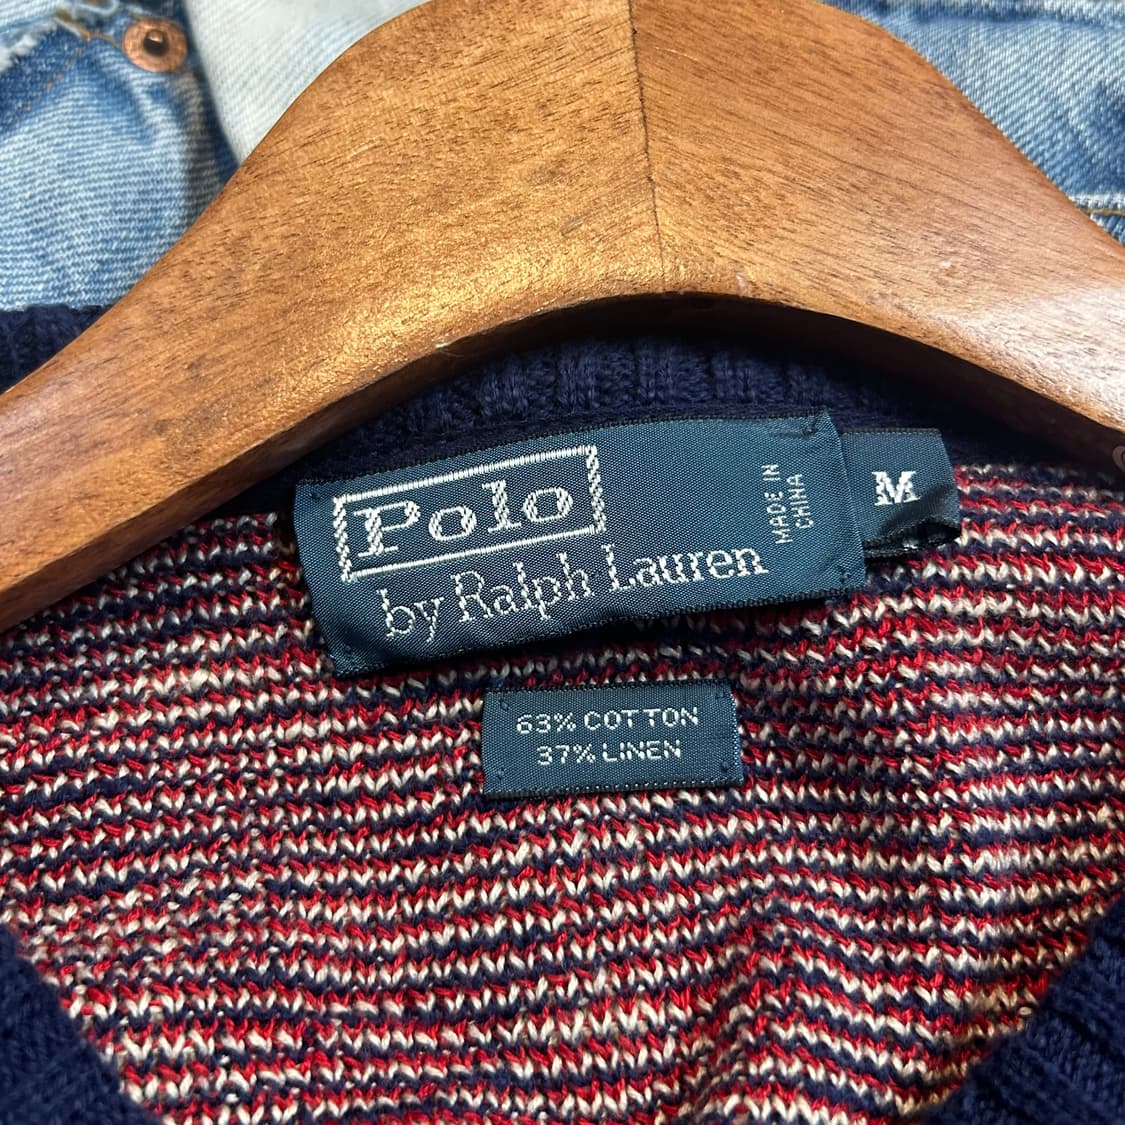 Polo
by Ralph Lauren
MADE IN
CHINA
M
63% COTTON
37% LINEN